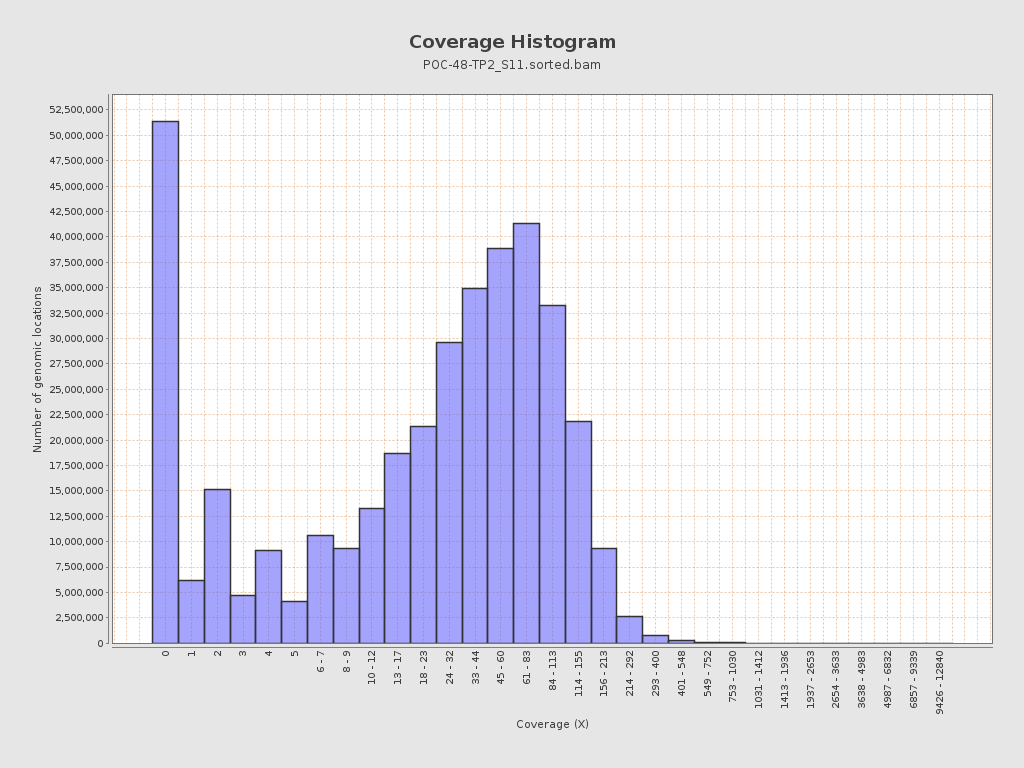 Coverage Histogram
POC-48-TP2_S11.sorted.bam
Number of genomic locations
52,500,000
50,000,000
47,500,000
45,000,000
42,500,000
40,000,000
37,500,000
35,000,000
32,500,000
30,000,000
27,500,000
25,000,000
22,500,000
20,000,000
17,500,000
15,000,000
12,500,000
10,000,000
7,500,000
5,000,000
2,500,000
0
0
1
2
3
4
5
6 - 7
8 - 9
10 - 12
13 - 17
18 - 23
24 - 32
33 - 44
45 - 60
61 - 83
84 - 113
114 - 155
156 - 213
214 - 292
293 - 400
401 - 548
549 - 752
753 - 1030
1031 - 1412
1413 - 1936
1937 - 2653
2654 - 3633
3638 - 4983
4987 - 6832
6857 - 9339
9426 - 12840
Coverage (X)